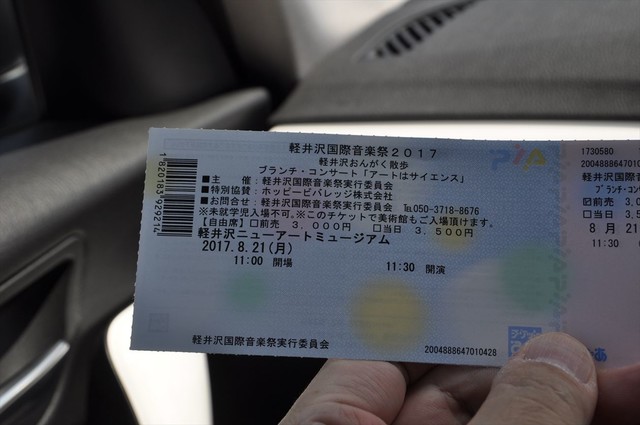 軽井沢国際音楽祭2017
軽井沢おんがく散歩
ブランチ・コンサート「アートはサイエンス」
■主　催：軽井沢国際音楽祭実行委員会
■特別協賛：ホッピービバレッジ株式会社
■お問合せ：軽井沢国際音楽祭実行委員会 TEL050-3718-8676
※未就学児入場不可。※このチケットで美術館もご入場頂けます。
【自由席】□前売 3,000円 □当日 3,500円
軽井沢ニューアートミュージアム
2017. 8. 21(月)
11:00 開場 11:30 開演
軽井沢国際音楽祭実行委員会
2004888647010428
PIA
1730580
20048886470
軽井沢国際
ブランチ・コン
☑前売 3,0
□当日 3,
8 月 21
11:30